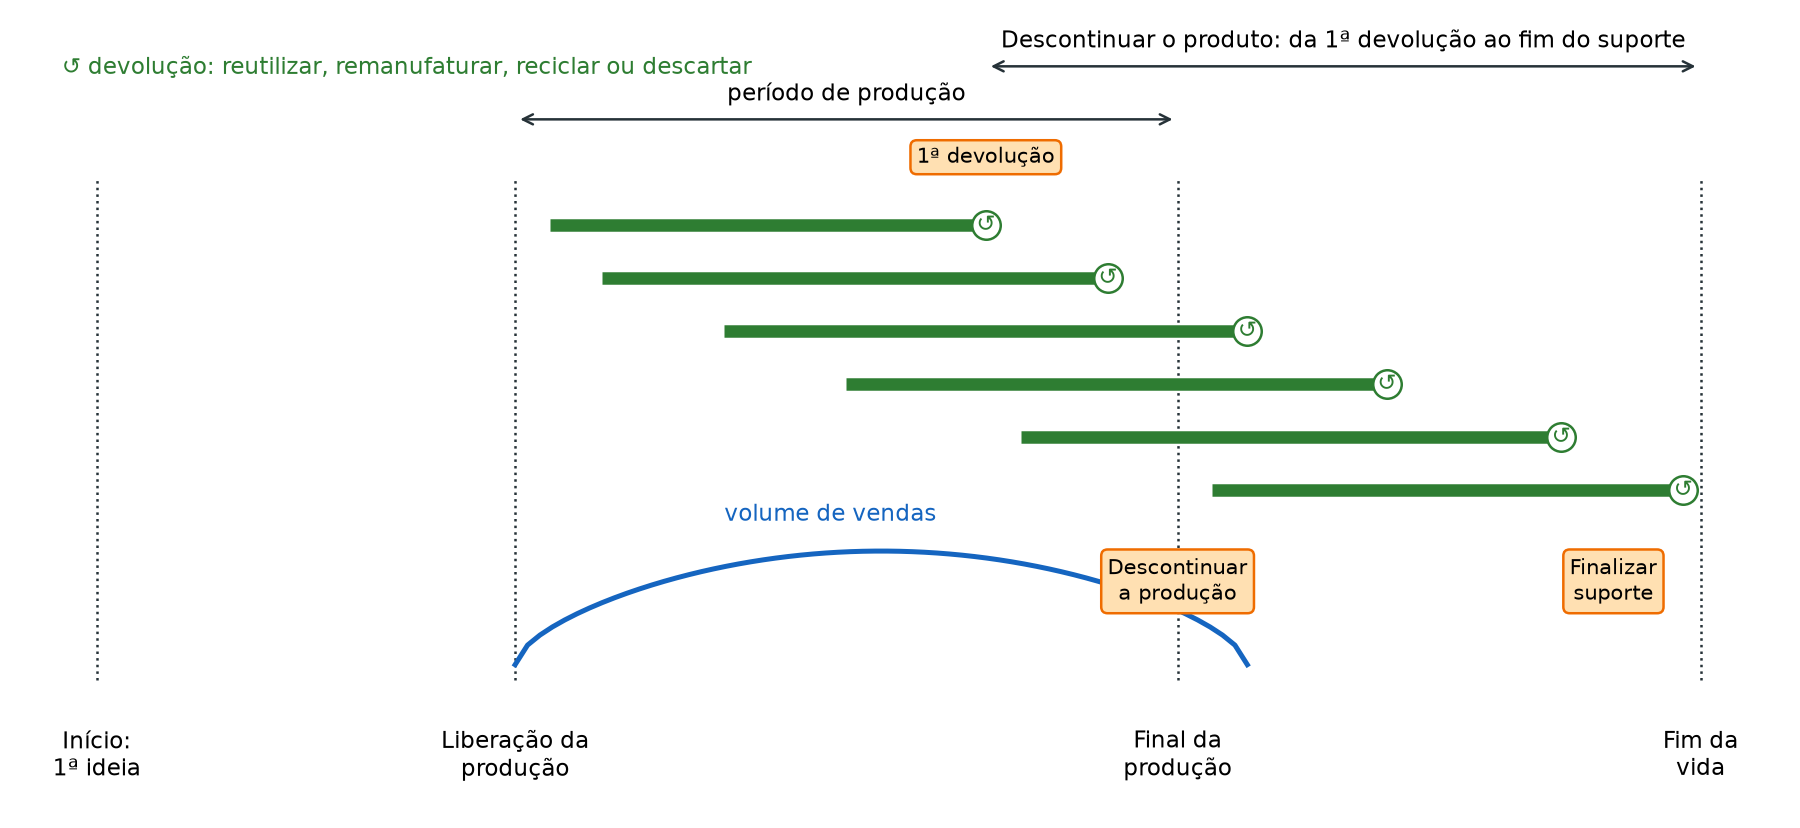 Descontinuar o produto: da 1ª devolução ao fim do suporte
↺ devolução: reutilizar, remanufaturar, reciclar ou descartar
período de produção
1ª devolução
↺
↺
↺
↺
↺
↺
volume de vendas
Descontinuar
a produção
Finalizar
suporte
Início:
1ª ideia
Liberação da
produção
Final da
produção
Fim da
vida